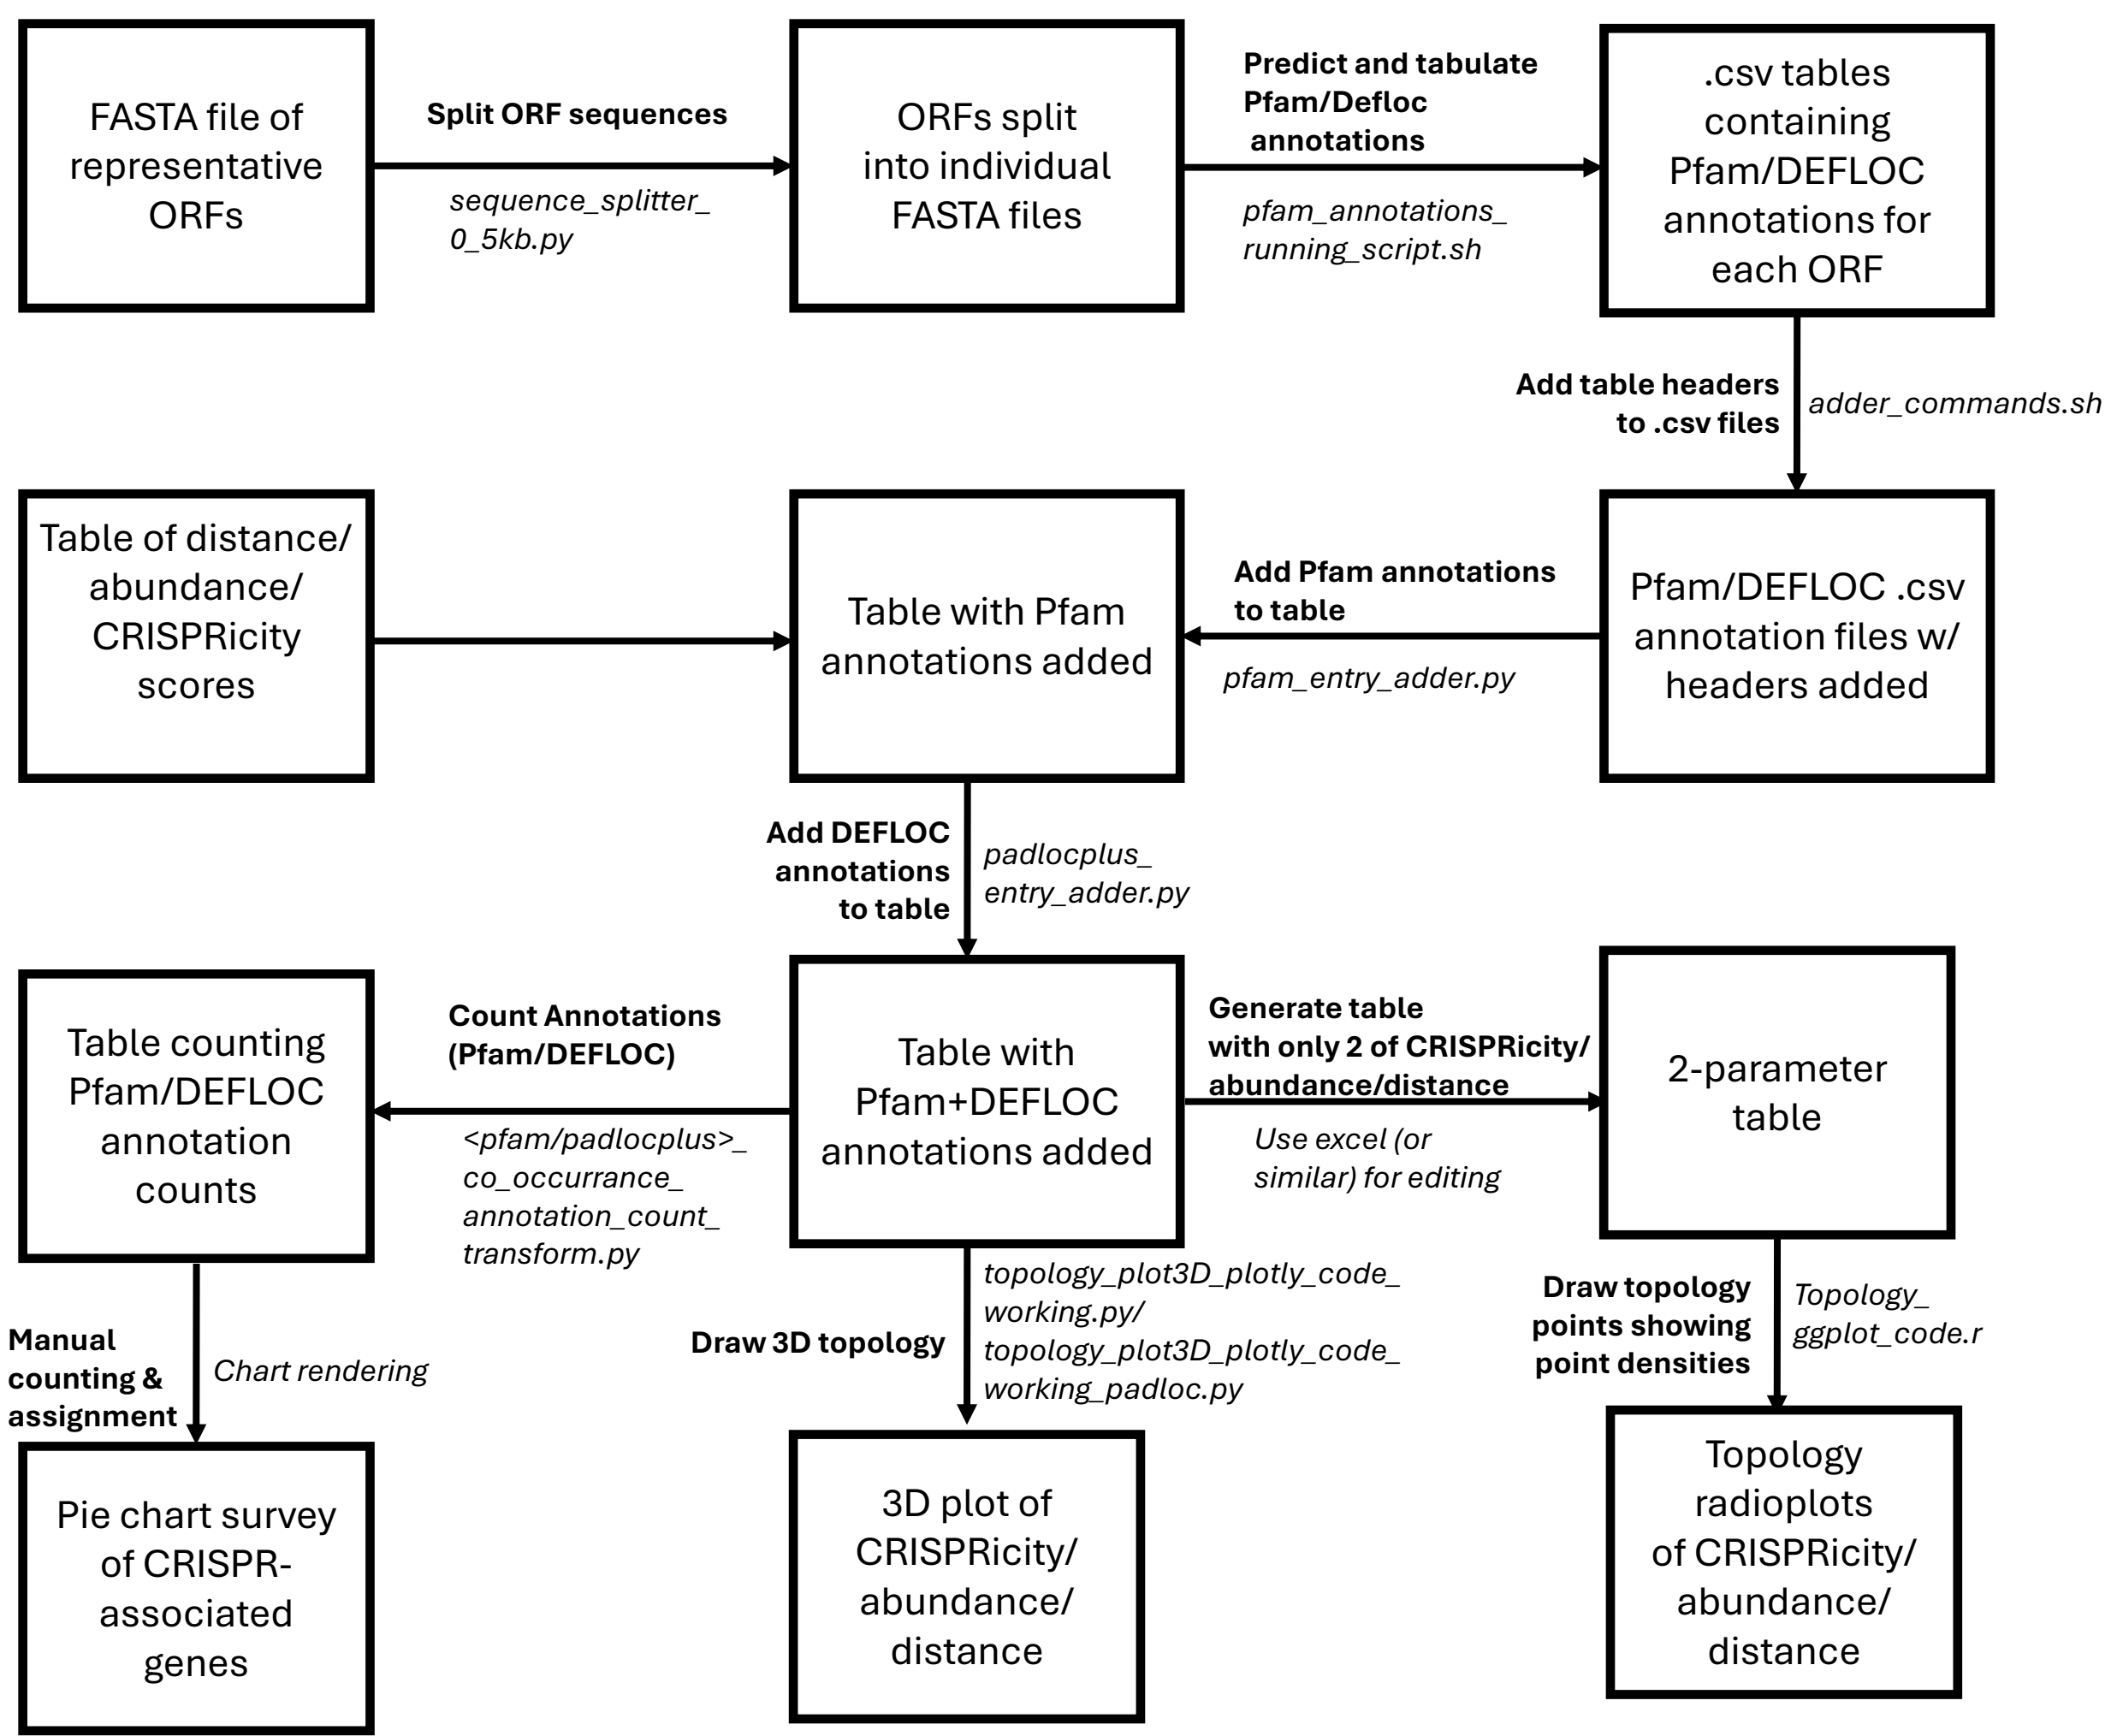 FASTA file of
representative
ORFs
Split ORF sequences
sequence_splitter_
0_5kb.py
ORFs split
into individual
FASTA files
Predict and tabulate
Pfam/Defloc
annotations
pfam_annotations_
running_script.sh
.csv tables
containing
Pfam/DEFLOC
annotations for
each ORF
Add table headers
to .csv files
adder_commands.sh
Table of distance/
abundance/
CRISPRicity
scores
Table with Pfam
annotations added
Add Pfam annotations
to table
pfam_entry_adder.py
Pfam/DEFLOC .csv
annotation files w/
headers added
Add DEFLOC
annotations
to table
padlocplus_
entry_adder.py
Table counting
Pfam/DEFLOC
annotation
counts
Count Annotations
(Pfam/DEFLOC)
<pfam/padlocplus>_
co_occurrance_
annotation_count_
transform.py
Table with
Pfam+DEFLOC
annotations added
Generate table
with only 2 of CRISPRicity/
abundance/distance
Use excel (or
similar) for editing
2-parameter
table
Manual
counting &
assignment
Chart rendering
Draw 3D topology
topology_plot3D_plotly_code_
working.py/
topology_plot3D_plotly_code_
working_padloc.py
Draw topology
points showing
point densities
Topology_
ggplot_code.r
Pie chart survey
of CRISPR-
associated
genes
3D plot of
CRISPRicity/
abundance/
distance
Topology
radioplots
of CRISPRicity/
abundance/
distance